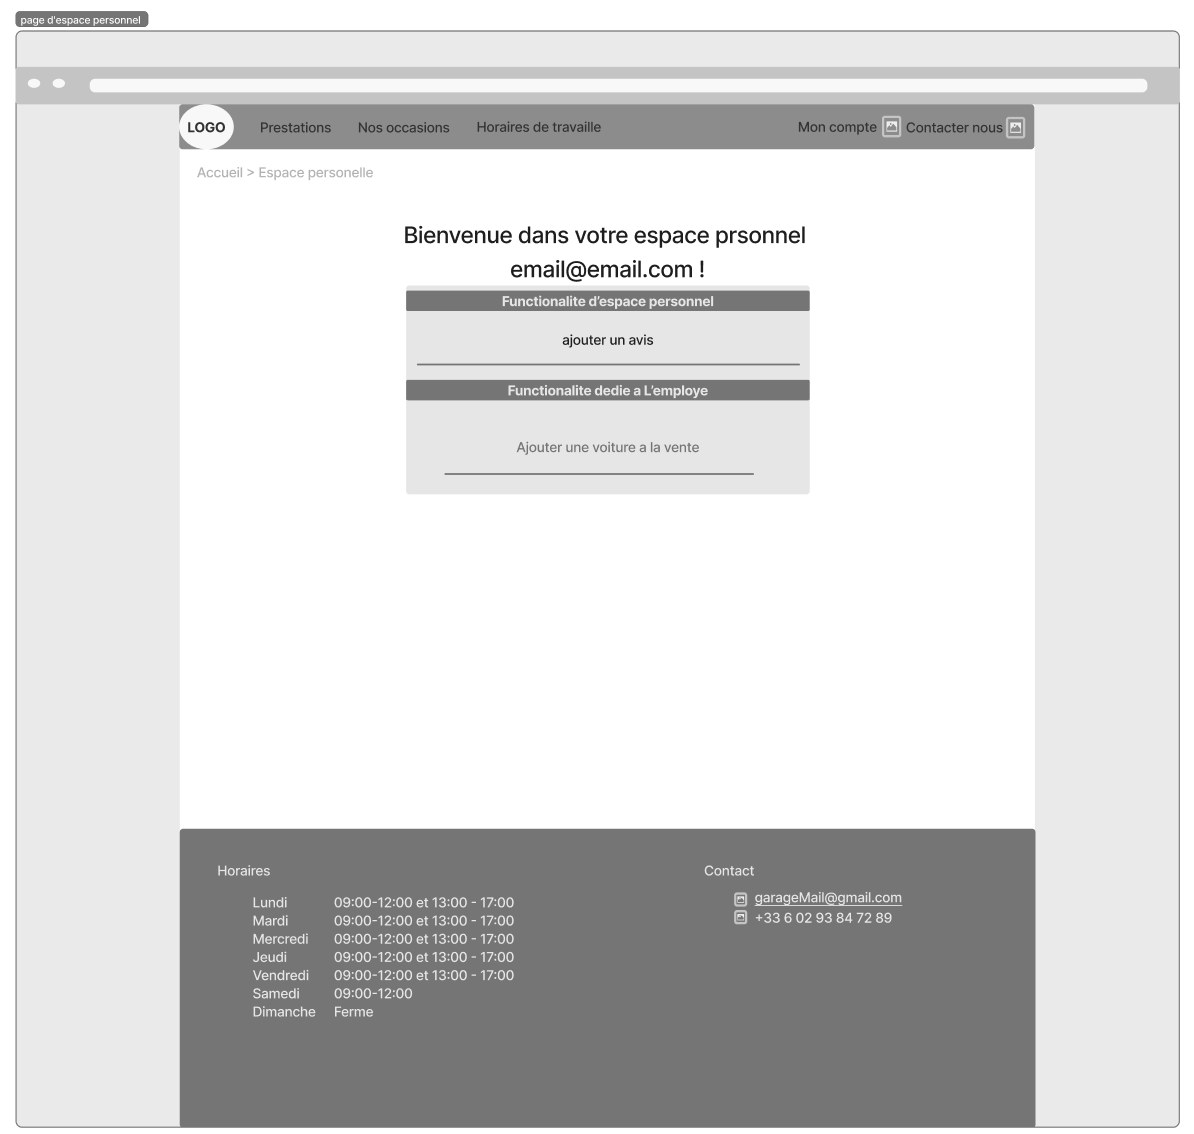 page d'espace personnel
LOGO Prestations Nos occasions Horaires de travaille Mon compte Contacter nous
Accueil > Espace personelle
Bienvenue dans votre espace prsonnel
email@email.com !
Functionalite d'espace personnel
ajouter un avis
Functionalite dedie a L'employe
Ajouter une voiture a la vente
Horaires
Lundi 09:00-12:00 et 13:00 - 17:00
Mardi 09:00-12:00 et 13:00 - 17:00
Mercredi 09:00-12:00 et 13:00 - 17:00
Jeudi 09:00-12:00 et 13:00 - 17:00
Vendredi 09:00-12:00 et 13:00 - 17:00
Samedi 09:00-12:00
Dimanche Ferme
Contact
garageMail@gmail.com
+33 6 02 93 84 72 89